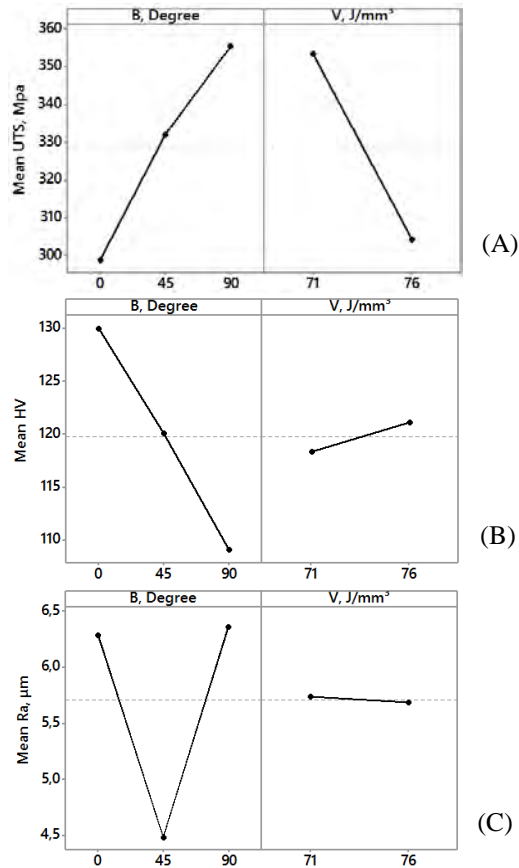 B, Degree V, J/mm³
Mean UTS, Mpa
360
350
340
330
320
310
300
0 45 90 71 76
(A)
B, Degree V, J/mm³
Mean HV
130
125
120
115
110
0 45 90 71 76
(B)
B, Degree V, J/mm³
Mean Ra, µm
6,5
6,0
5,5
5,0
4,5
0 45 90 71 76
(C)